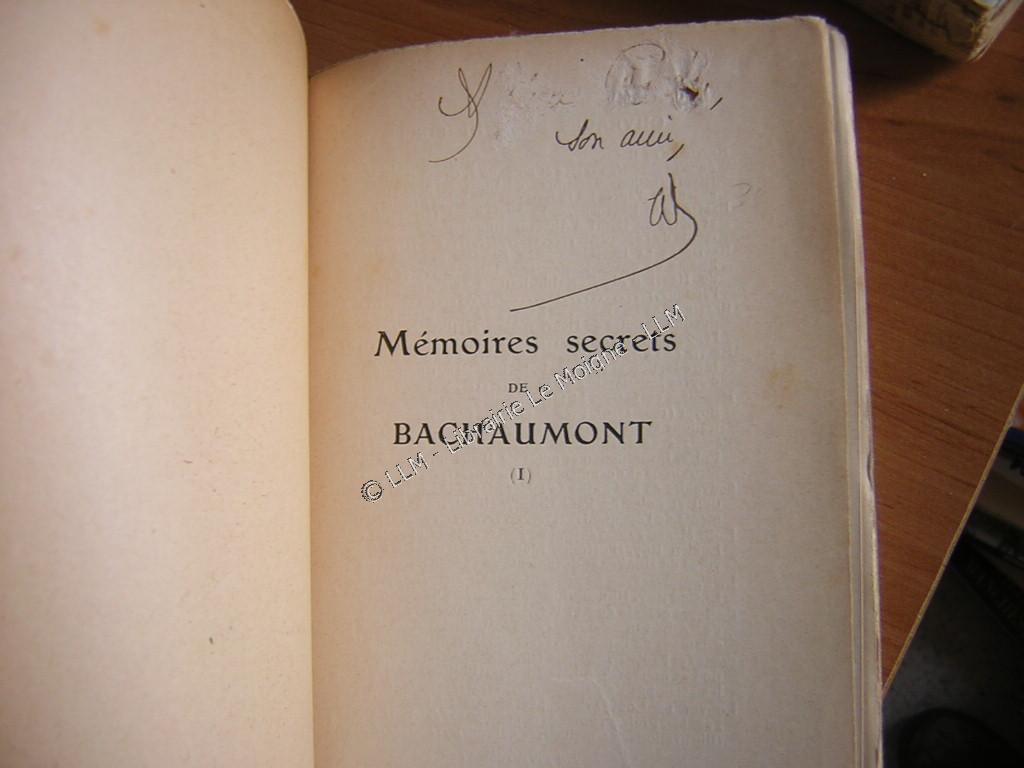 A
son ami,
Mémoires secrets
DE
BACHAUMONT
(I)
© LLM - Librairie Le Moigne - LLM